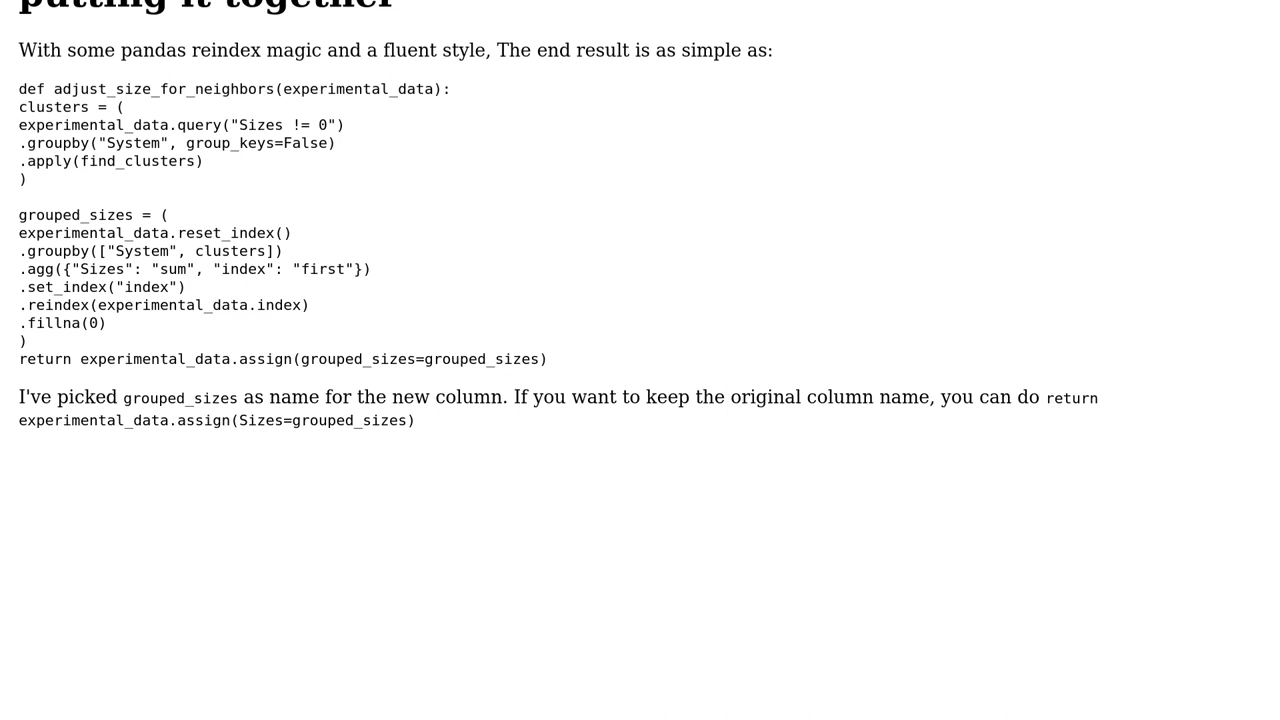 putting it together
With some pandas reindex magic and a fluent style, The end result is as simple as:
def adjust_size_for_neighbors(experimental_data):
clusters = (
experimental_data.query("Sizes != 0")
.groupby("System", group_keys=False)
.apply(find_clusters)
)
grouped_sizes = (
experimental_data.reset_index()
.groupby(["System", clusters])
.agg({"Sizes": "sum", "index": "first"})
.set_index("index")
.reindex(experimental_data.index)
.fillna(0)
)
return experimental_data.assign(grouped_sizes=grouped_sizes)
I've picked grouped_sizes as name for the new column. If you want to keep the original column name, you can do return
experimental_data.assign(Sizes=grouped_sizes)